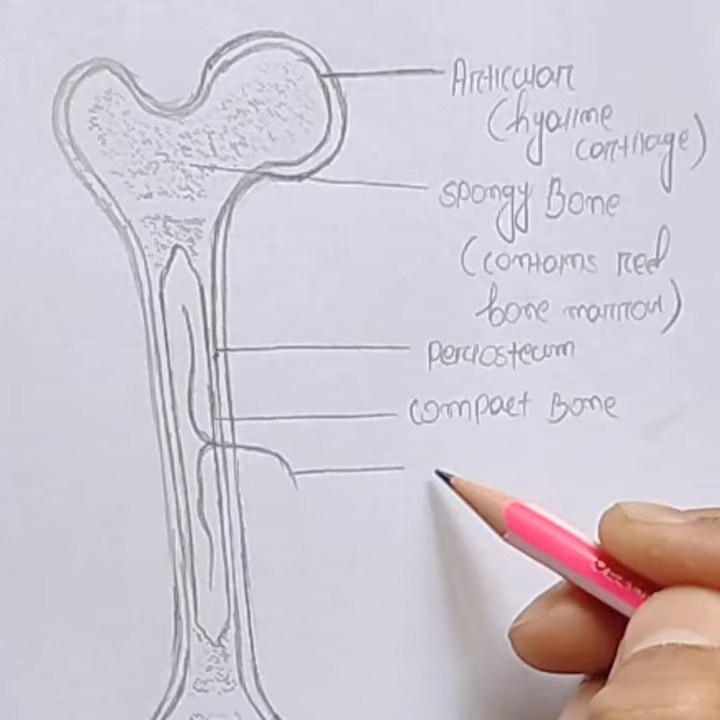 Articular
(hyaline
cartilage)
spongy Bone
(contains red
bone marrow)
periosteum
compact Bone